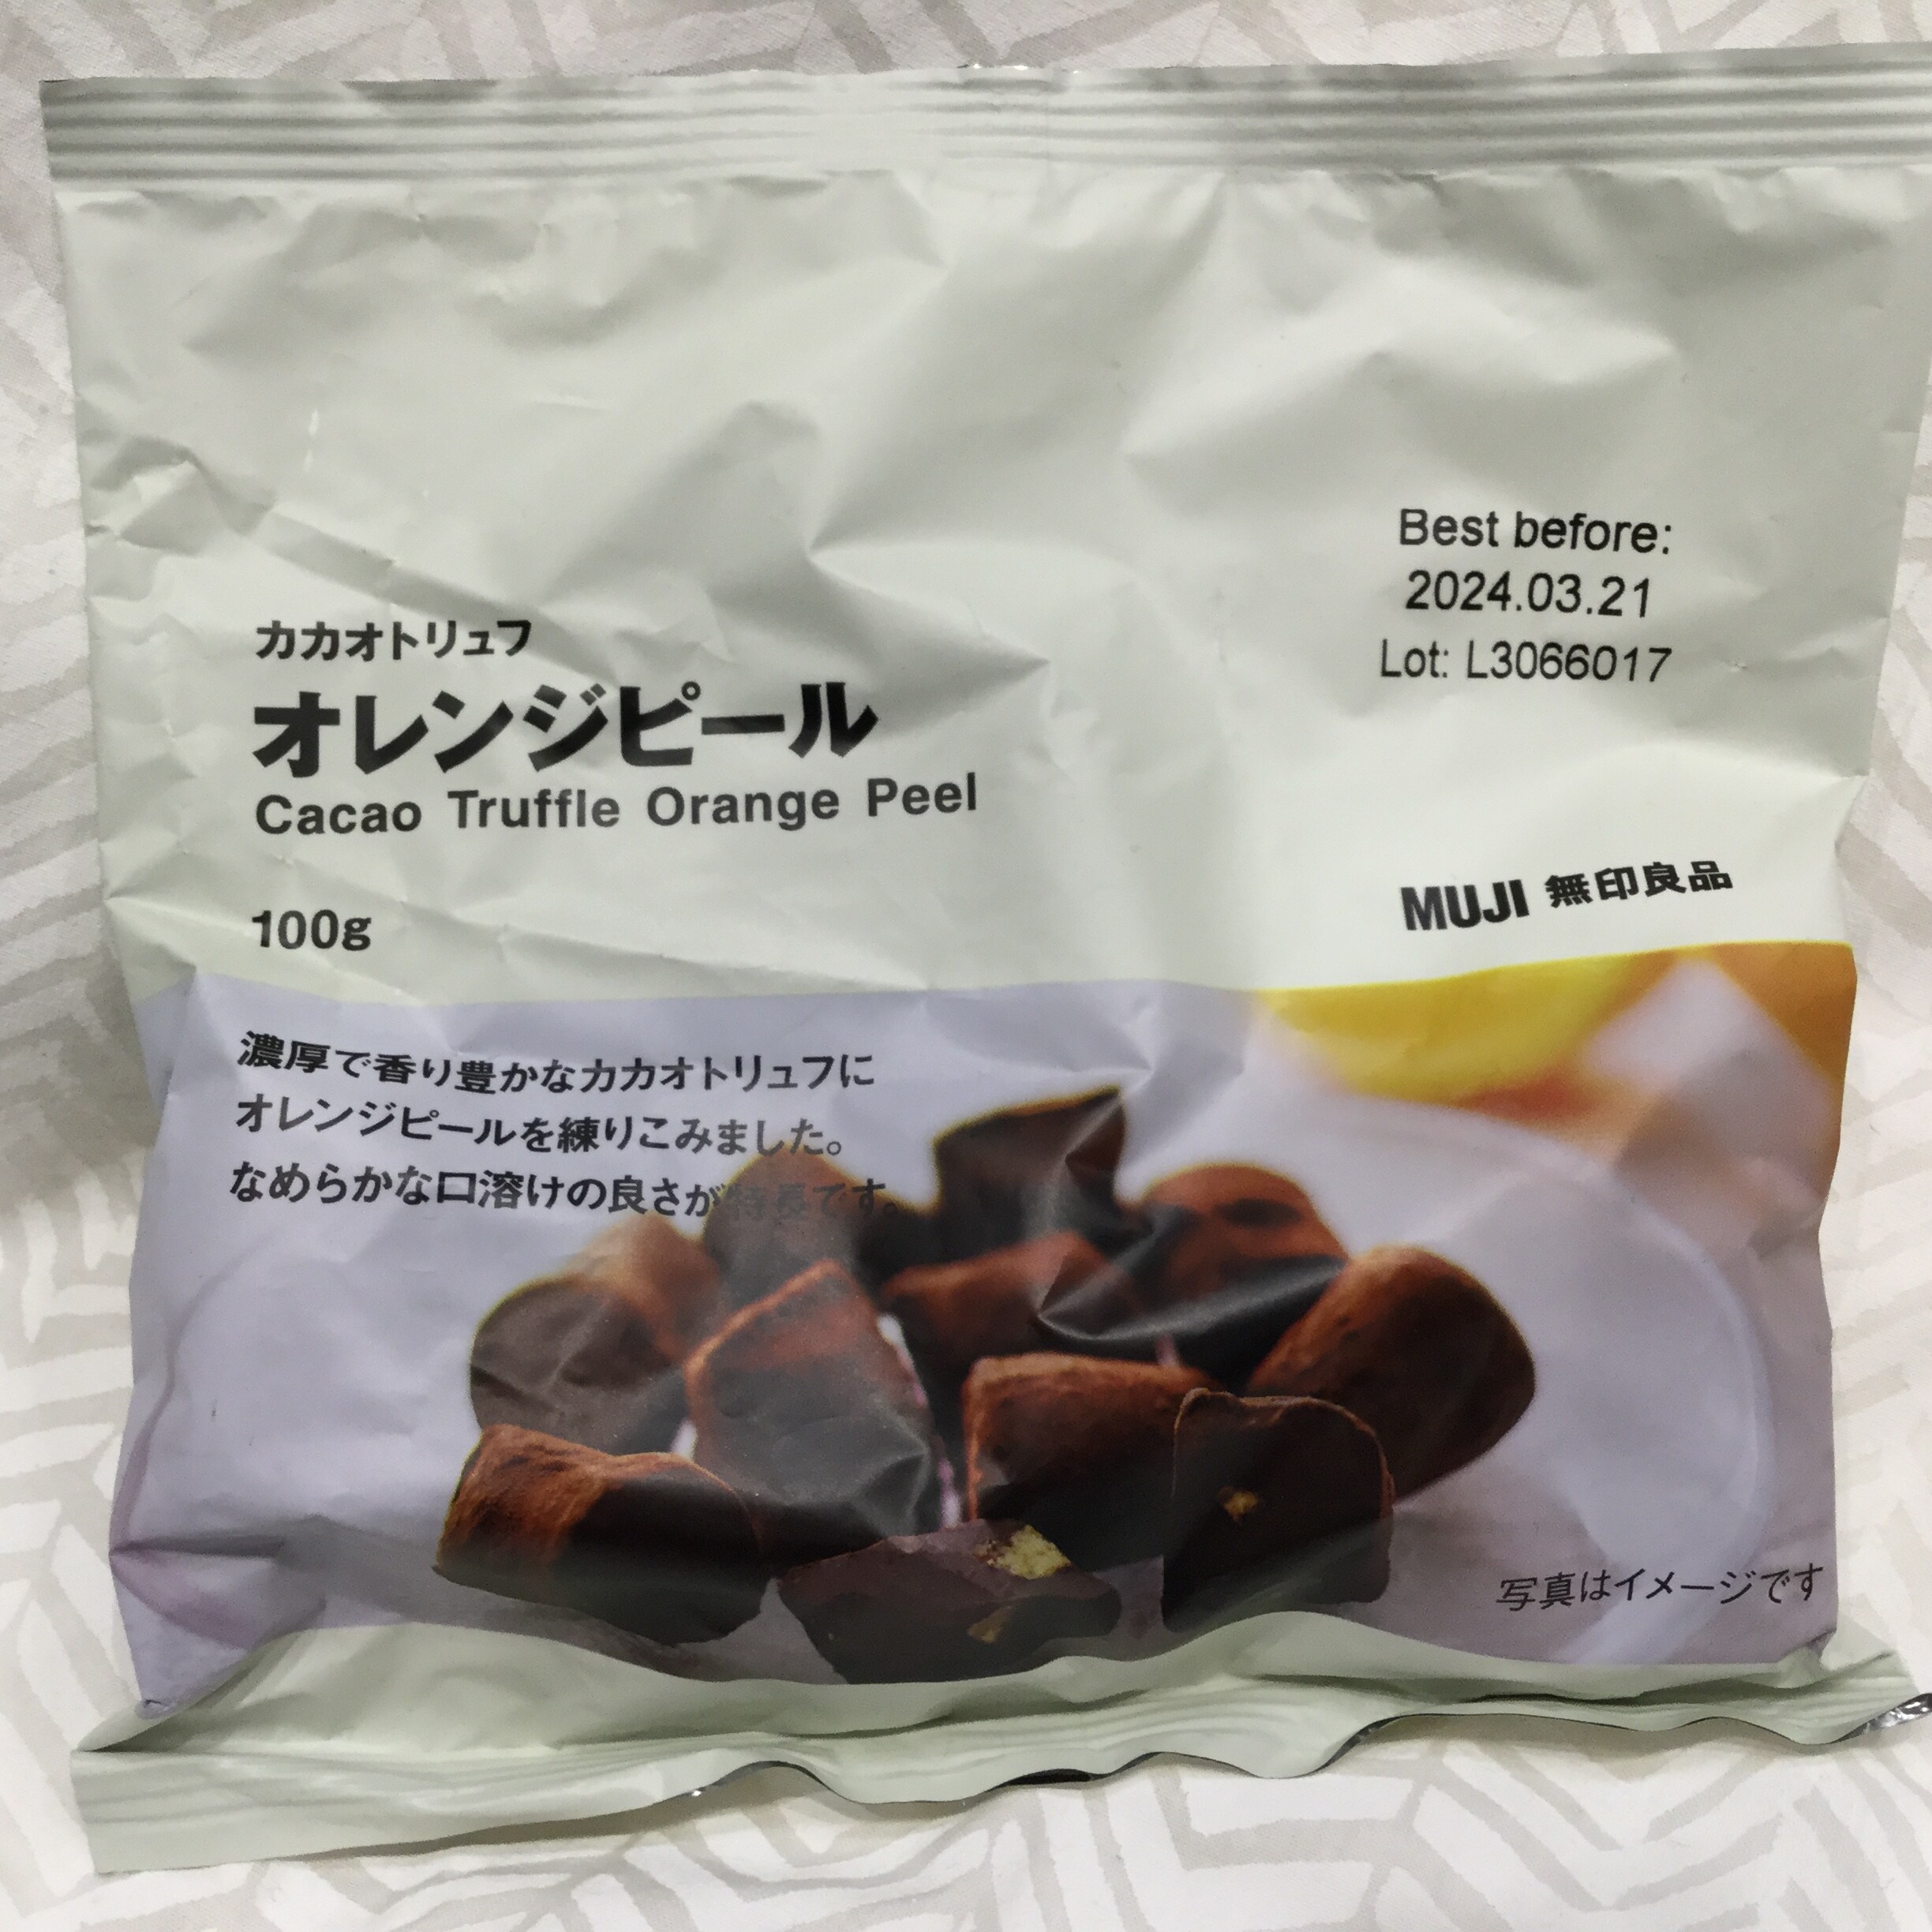 Best before:
2024.03.21
Lot: L3066017
カカオトリュフ
オレンジピール
Cacao Truffle Orange Peel
100g
MUJI 無印良品
濃厚で香り豊かなカカオトリュフに
オレンジピールを練りこみました。
なめらかな口溶けの良さが特長です。
写真はイメージです